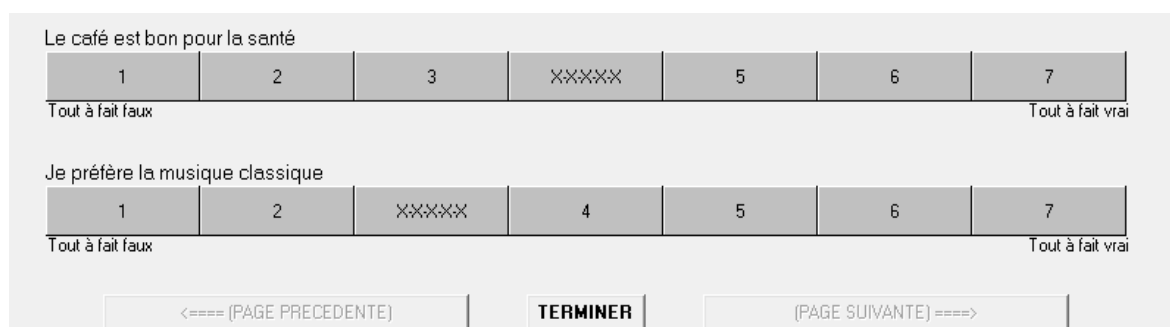 Le café est bon pour la santé
1 2 3 X-X-X-X-X 5 6 7
Tout à fait faux Tout à fait vrai
Je préfère la musique classique
1 2 X-X-X-X-X 4 5 6 7
Tout à fait faux Tout à fait vrai
<==== (PAGE PRECEDENTE) TERMINER (PAGE SUIVANTE) ====>